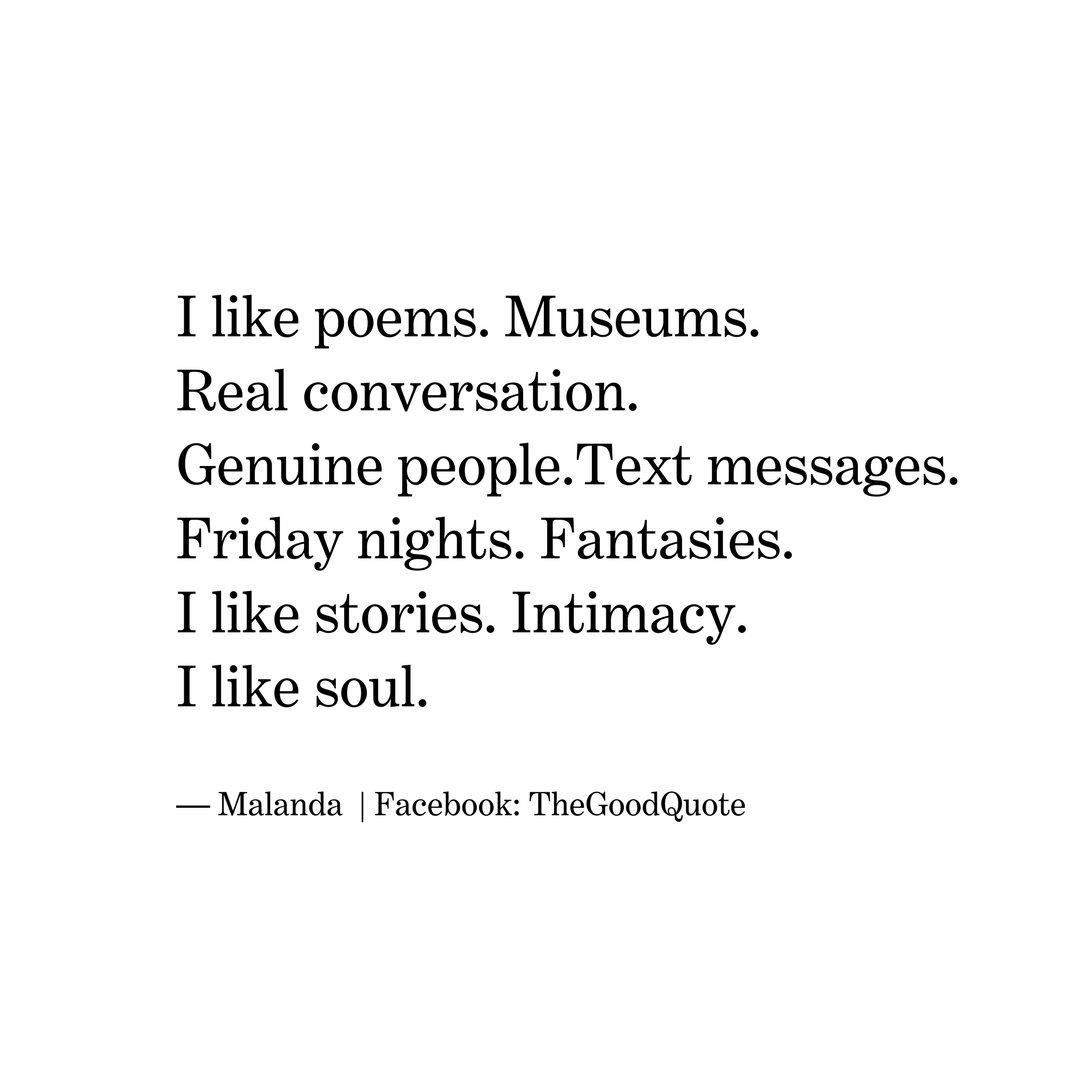 I like poems. Museums.
Real conversation.
Genuine people.Text messages.
Friday nights. Fantasies.
I like stories. Intimacy.
I like soul.
— Malanda | Facebook: TheGoodQuote